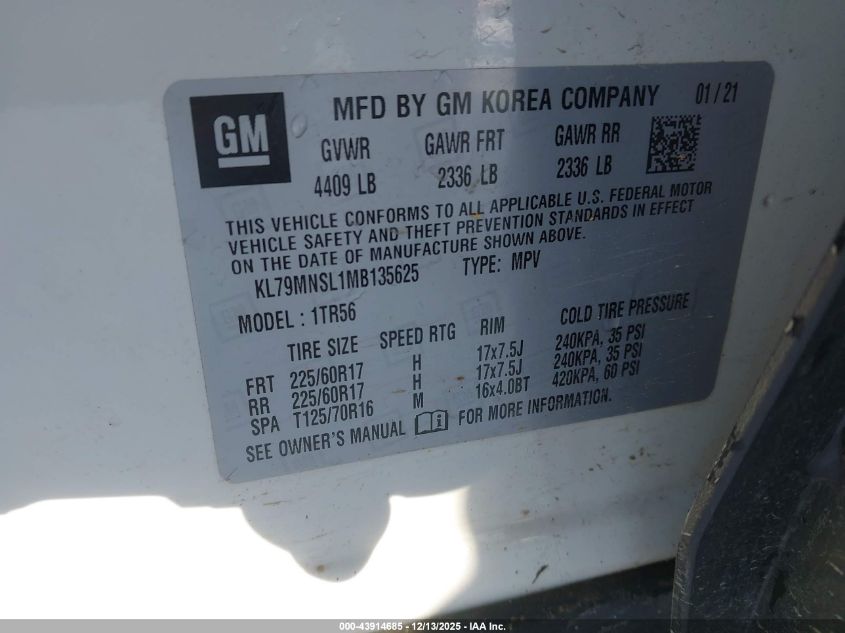 GM
MFD BY GM KOREA COMPANY 01/21
GVWR GAWR FRT GAWR RR
4409 LB 2336 LB 2336 LB
THIS VEHICLE CONFORMS TO ALL APPLICABLE U.S. FEDERAL MOTOR
VEHICLE SAFETY AND THEFT PREVENTION STANDARDS IN EFFECT
ON THE DATE OF MANUFACTURE SHOWN ABOVE.
KL79MNSL1MB135625 TYPE: MPV
MODEL : 1TR56
TIRE SIZE SPEED RTG RIM COLD TIRE PRESSURE
FRT 225/60R17 H 17x7.5J 240KPA, 35 PSI
RR 225/60R17 H 17x7.5J 240KPA, 35 PSI
SPA T125/70R16 M 16x4.0BT 420KPA, 60 PSI
SEE OWNER'S MANUAL FOR MORE INFORMATION.
000-43914685 - 12/13/2025 - IAA Inc.